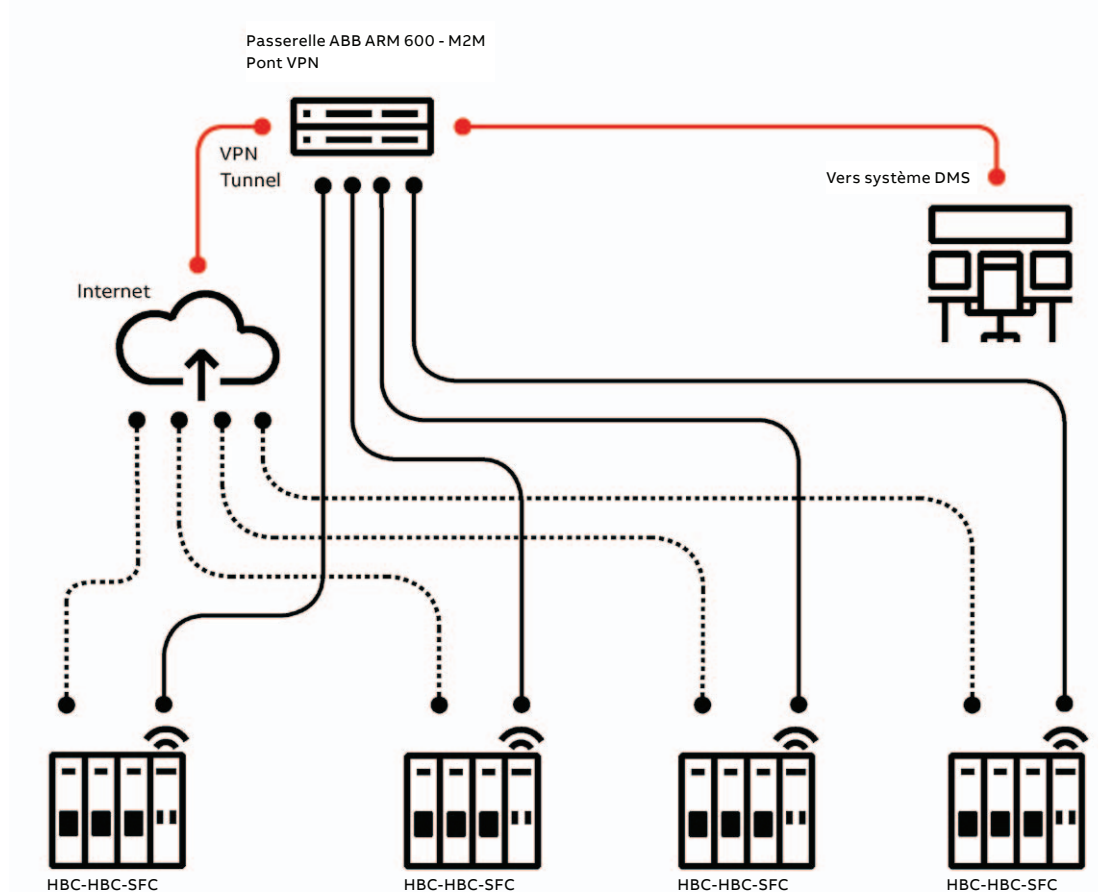 Passerelle ABB ARM 600 - M2M
Pont VPN
VPN
Tunnel
Vers système DMS
Internet
HBC-HBC-SFC
HBC-HBC-SFC
HBC-HBC-SFC
HBC-HBC-SFC